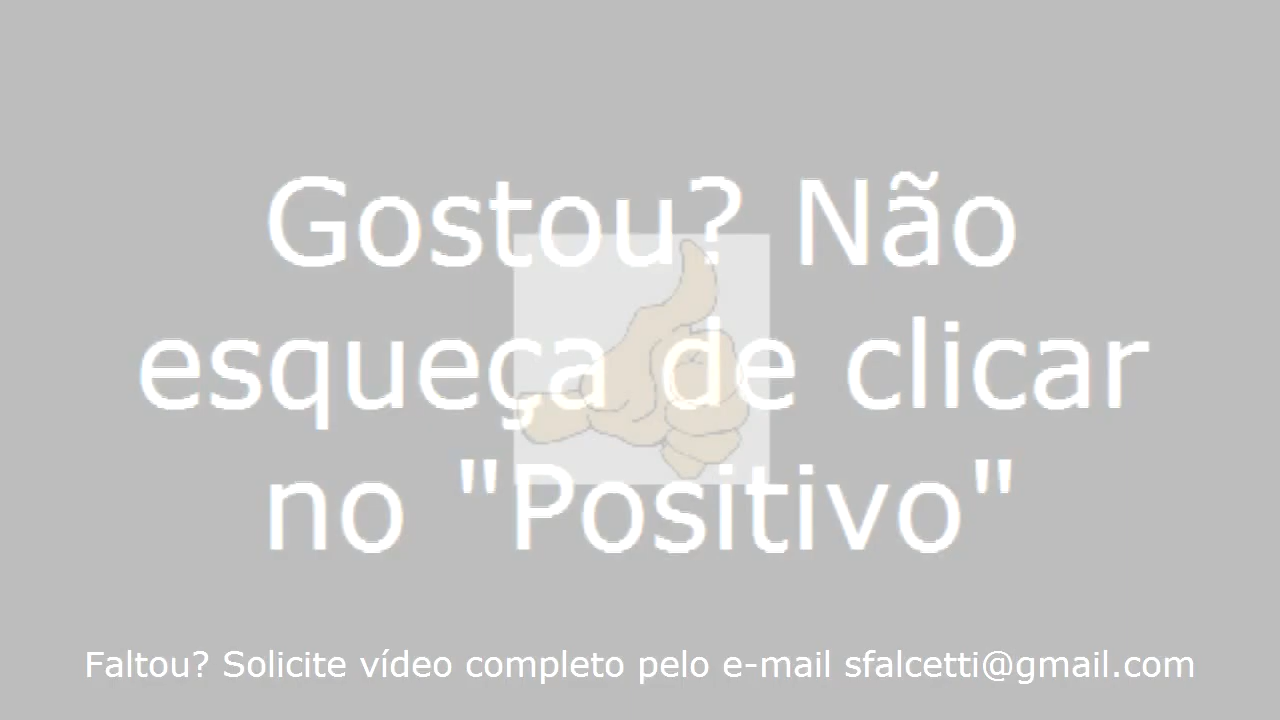 Gostou? Não
esqueça de clicar
no "Positivo"
Faltou? Solicite vídeo completo pelo e-mail sfalcetti@gmail.com